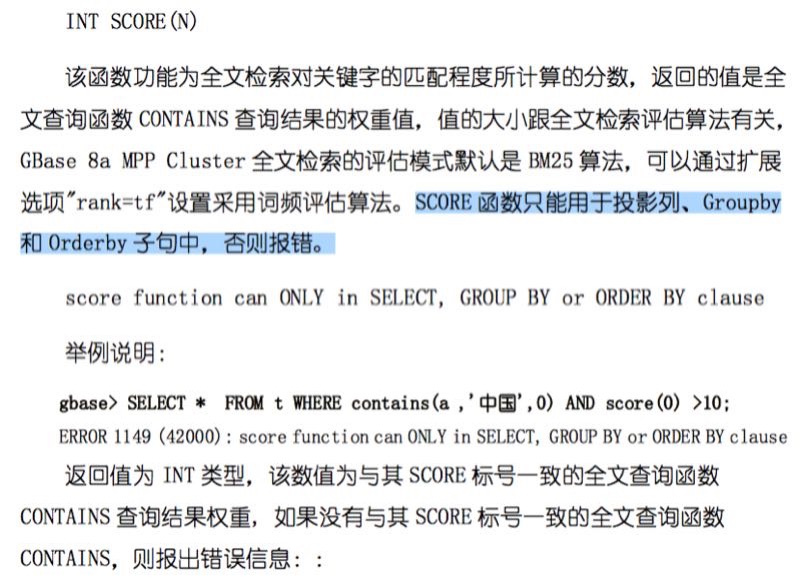 INT SCORE(N)
该函数功能为全文检索对关键字的匹配程度所计算的分数，返回的值是全
文查询函数 CONTAINS 查询结果的权重值，值的大小跟全文检索评估算法有关，
GBase 8a MPP Cluster 全文检索的评估模式默认是 BM25 算法，可以通过扩展
选项"rank=tf"设置采用词频评估算法。SCORE 函数只能用于投影列、Groupby
和 Orderby 子句中，否则报错。
score function can ONLY in SELECT, GROUP BY or ORDER BY clause
举例说明：
gbase> SELECT *  FROM t WHERE contains(a ,'中国',0) AND score(0) >10;
ERROR 1149 (42000): score function can ONLY in SELECT, GROUP BY or ORDER BY clause
返回值为 INT 类型，该数值为与其 SCORE 标号一致的全文查询函数
CONTAINS 查询结果权重，如果没有与其 SCORE 标号一致的全文查询函数
CONTAINS，则报出错误信息：：